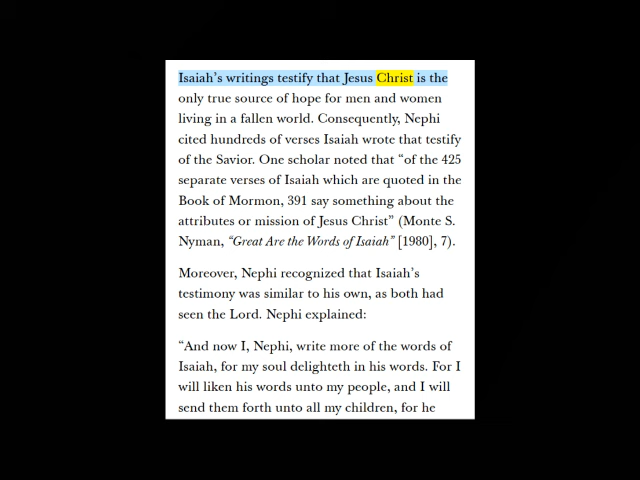 Isaiah’s writings testify that Jesus Christ is the
only true source of hope for men and women
living in a fallen world. Consequently, Nephi
cited hundreds of verses Isaiah wrote that testify
of the Savior. One scholar noted that “of the 425
separate verses of Isaiah which are quoted in the
Book of Mormon, 391 say something about the
attributes or mission of Jesus Christ” (Monte S.
Nyman, “Great Are the Words of Isaiah” [1980], 7).
Moreover, Nephi recognized that Isaiah’s
testimony was similar to his own, as both had
seen the Lord. Nephi explained:
“And now I, Nephi, write more of the words of
Isaiah, for my soul delighteth in his words. For I
will liken his words unto my people, and I will
send them forth unto all my children, for he